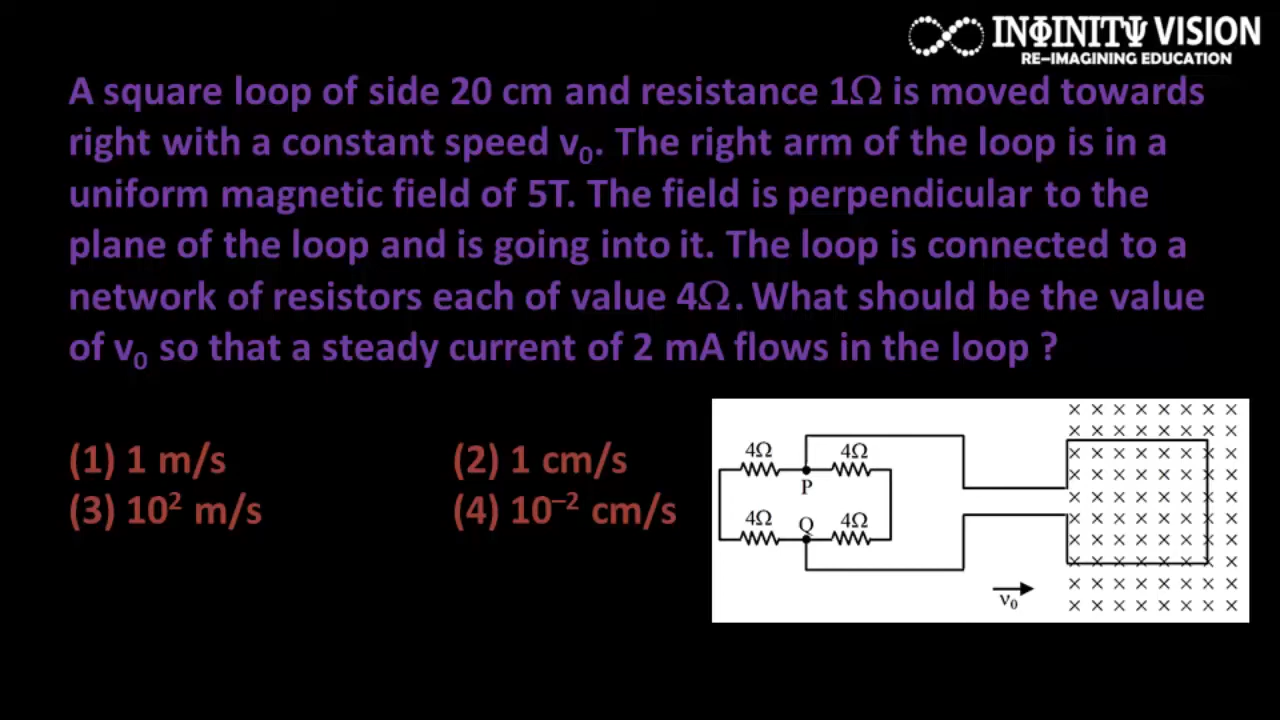 INΦINITΨ VISION
RE–IMAGINING EDUCATION
A square loop of side 20 cm and resistance 1Ω is moved towards
right with a constant speed v₀. The right arm of the loop is in a
uniform magnetic field of 5T. The field is perpendicular to the
plane of the loop and is going into it. The loop is connected to a
network of resistors each of value 4Ω. What should be the value
of v₀ so that a steady current of 2 mA flows in the loop ?
(1) 1 m/s
(2) 1 cm/s
(3) 10² m/s
(4) 10⁻² cm/s
4Ω 4Ω
P
4Ω Q 4Ω
v₀